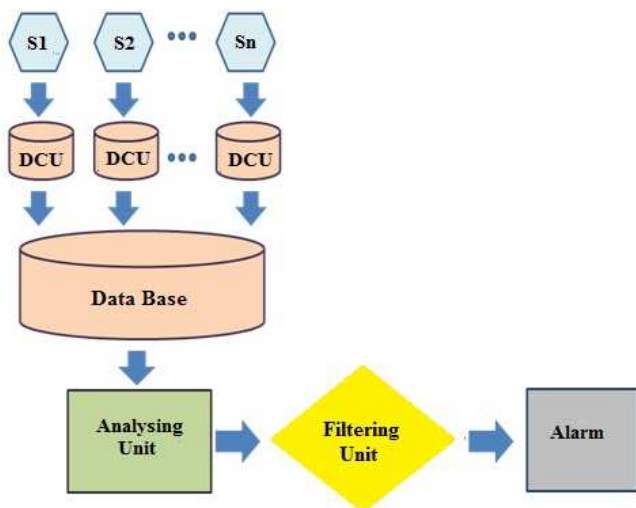 S1 S2 Sn
DCU DCU DCU
Data Base
Analysing
Unit
Filtering
Unit
Alarm